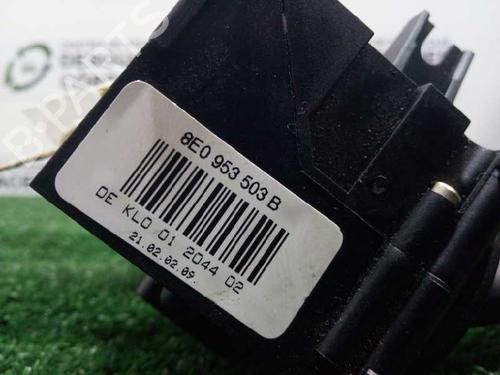 8E0 953 503 B
DE KLO 01 2044 02
21.02.02.09.
B-PARTS